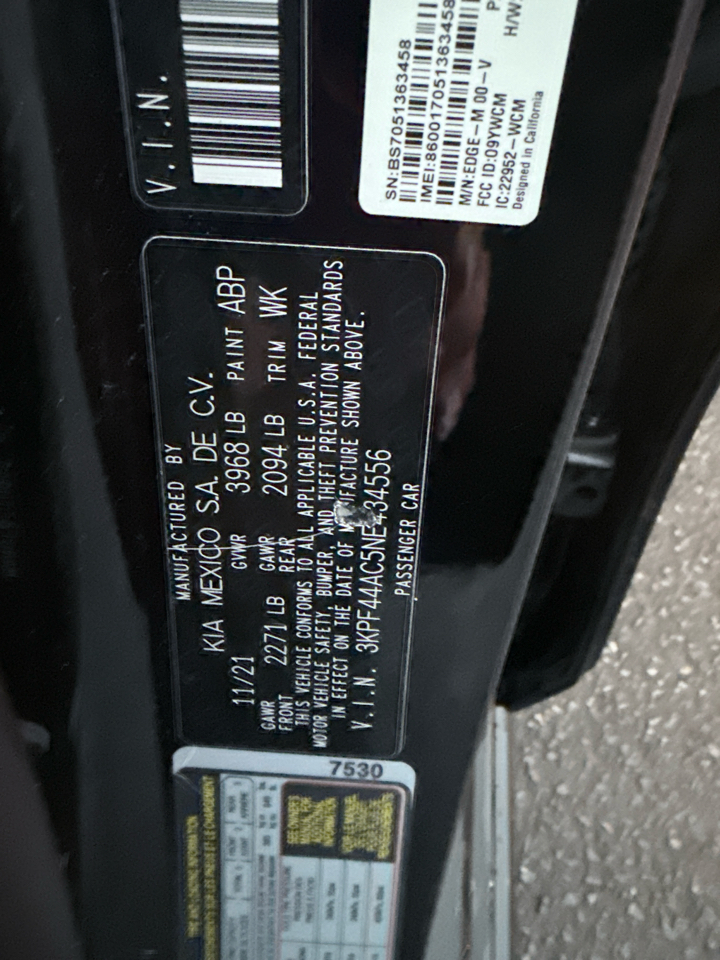 V.I.N.
SN:BS7051363458
IMEI:860017051363458
M/N:EDGE-M 00-V
FCC ID:09YWCM
IC:22952-WCM
Designed in California
H/W:
MANUFACTURED BY
KIA MEXICO S.A. DE C.V.
11/21 GVWR 3968 LB PAINT ABP
GAWR FRONT 2271 LB GAWR REAR 2094 LB TRIM WK
THIS VEHICLE CONFORMS TO ALL APPLICABLE U.S.A. FEDERAL
MOTOR VEHICLE SAFETY, BUMPER, AND THEFT PREVENTION STANDARDS
IN EFFECT ON THE DATE OF MANUFACTURE SHOWN ABOVE.
V.I.N. 3KPF44AC5NE434556
PASSENGER CAR
7530